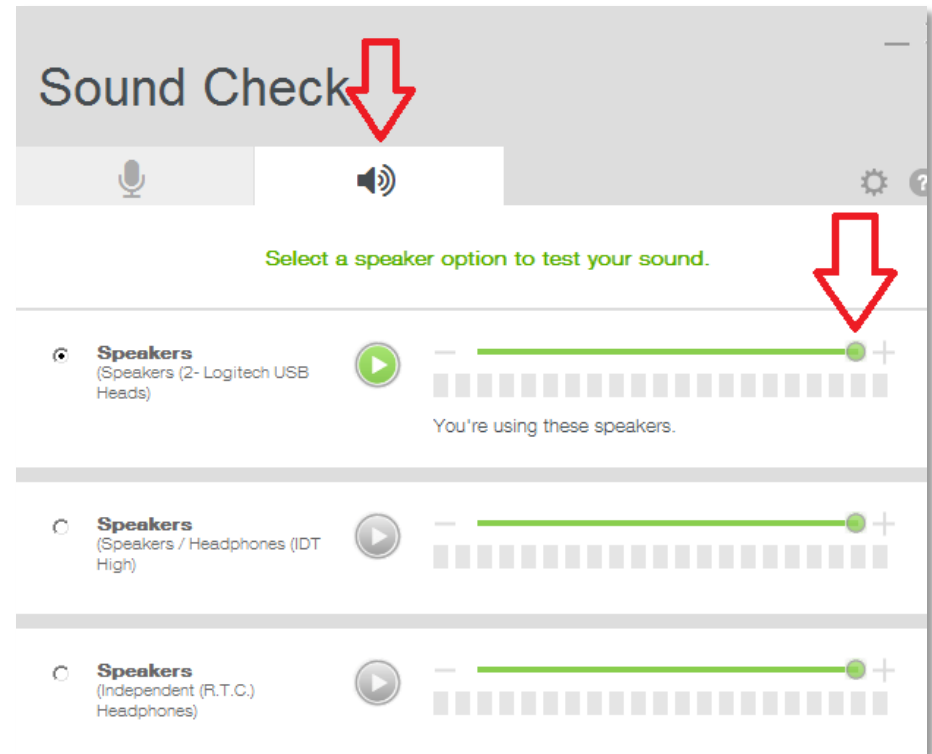 Sound Check
Select a speaker option to test your sound.
Speakers
(Speakers (2- Logitech USB
Heads)
You're using these speakers.
Speakers
(Speakers / Headphones (IDT
High)
Speakers
(Independent (R.T.C.)
Headphones)